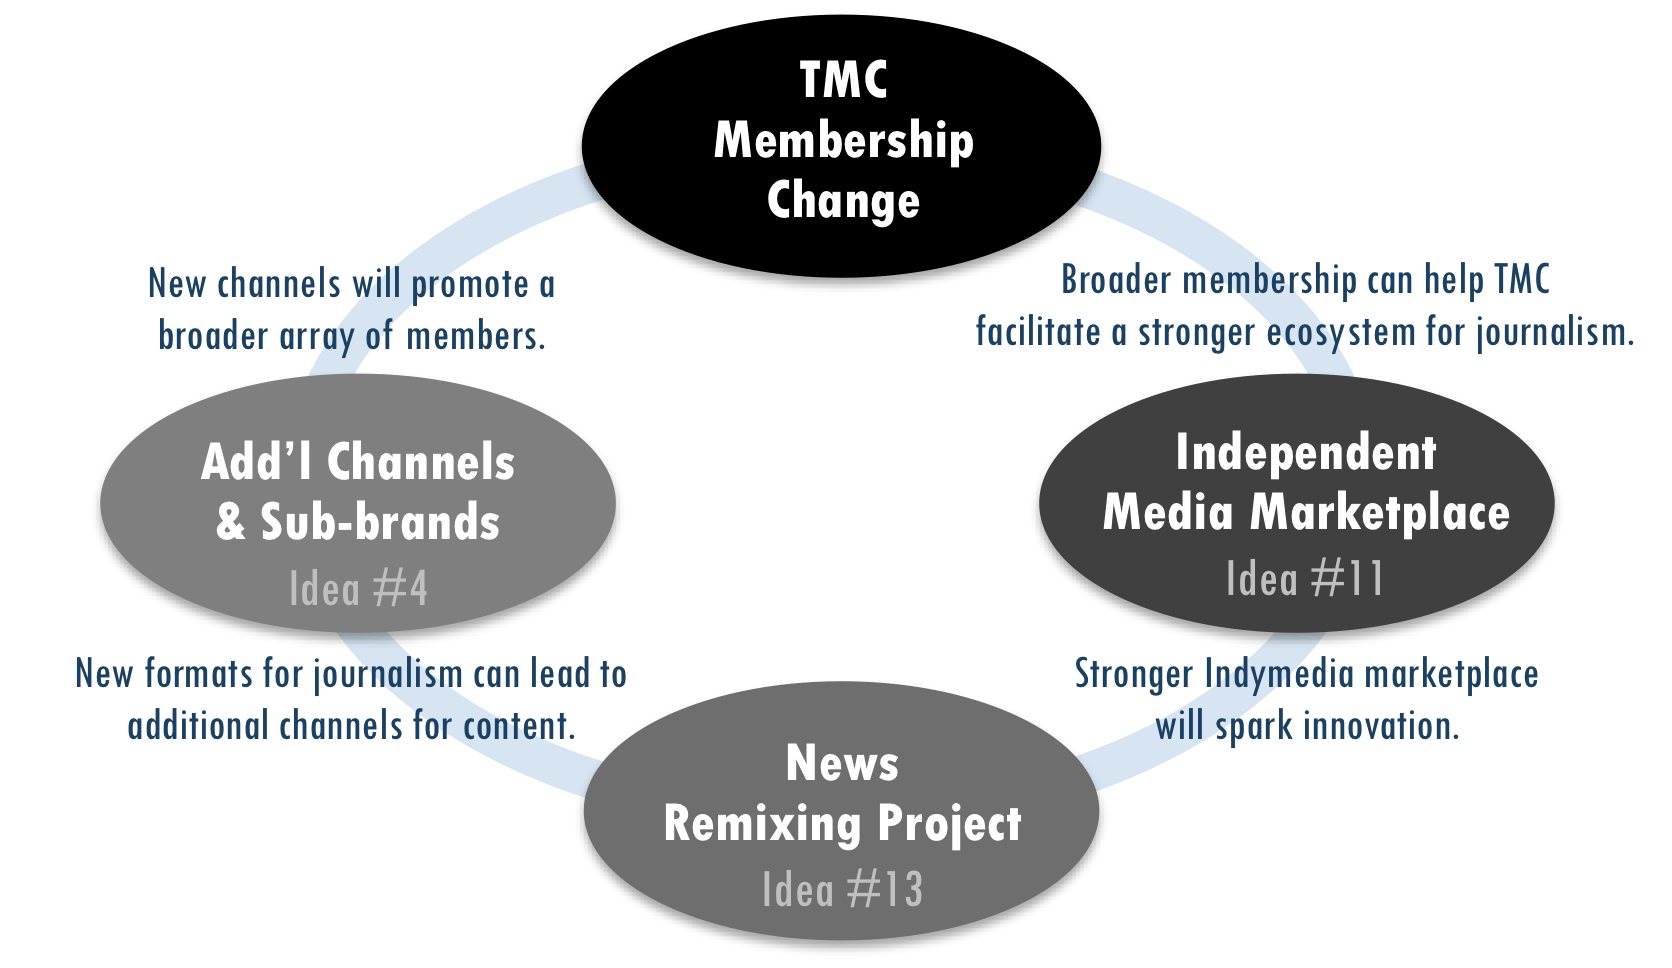 TMC
Membership
Change
New channels will promote a
broader array of members.
Broader membership can help TMC
facilitate a stronger ecosystem for journalism.
Add’l Channels
& Sub-brands
Idea #4
Independent
Media Marketplace
Idea #11
New formats for journalism can lead to
additional channels for content.
Stronger Indymedia marketplace
will spark innovation.
News
Remixing Project
Idea #13